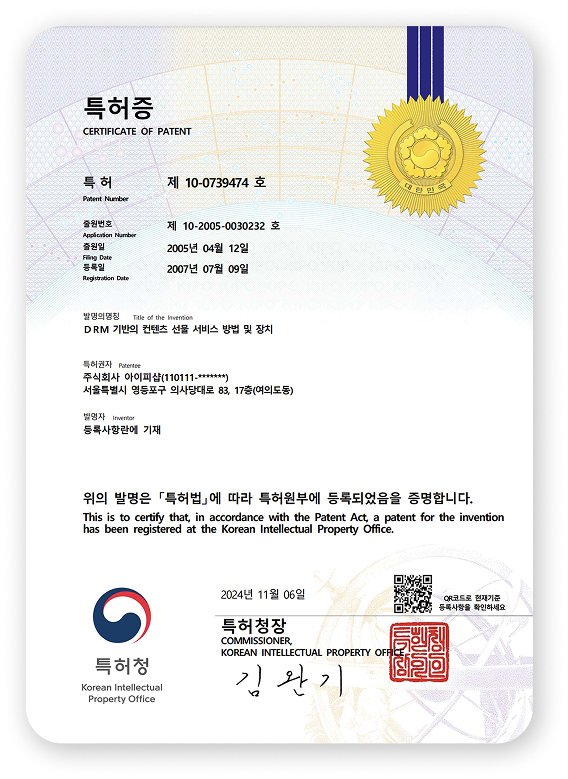 특허증
CERTIFICATE OF PATENT
대한민국
특허 제 10-0739474 호
Patent Number
출원번호 제 10-2005-0030232 호
Application Number
출원일 2005년 04월 12일
Filing Date
등록일 2007년 07월 09일
Registration Date
발명의명칭 Title of the Invention
DRM 기반의 컨텐츠 선물 서비스 방법 및 장치
특허권자 Patentee
주식회사 아이피샵(110111-*******)
서울특별시 영등포구 의사당대로 83, 17층(여의도동)
발명자 Inventor
등록사항란에 기재
위의 발명은 「특허법」에 따라 특허원부에 등록되었음을 증명합니다.
This is to certify that, in accordance with the Patent Act, a patent for the invention
has been registered at the Korean Intellectual Property Office.
2024년 11월 06일
QR코드로 현재기준
등록사항을 확인하세요
특허청장
COMMISSIONER,
KOREAN INTELLECTUAL PROPERTY OFFICE
김완기
특허청
Korean Intellectual
Property Office